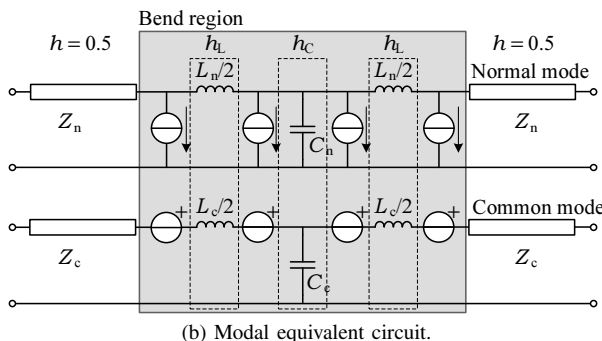 Bend region
h = 0.5
h_L
h_C
h_L
h = 0.5
L_n/2
L_n/2
Normal mode
Z_n
C_n
Z_n
L_c/2
L_c/2
Common mode
Z_c
C_c
Z_c
(b) Modal equivalent circuit.